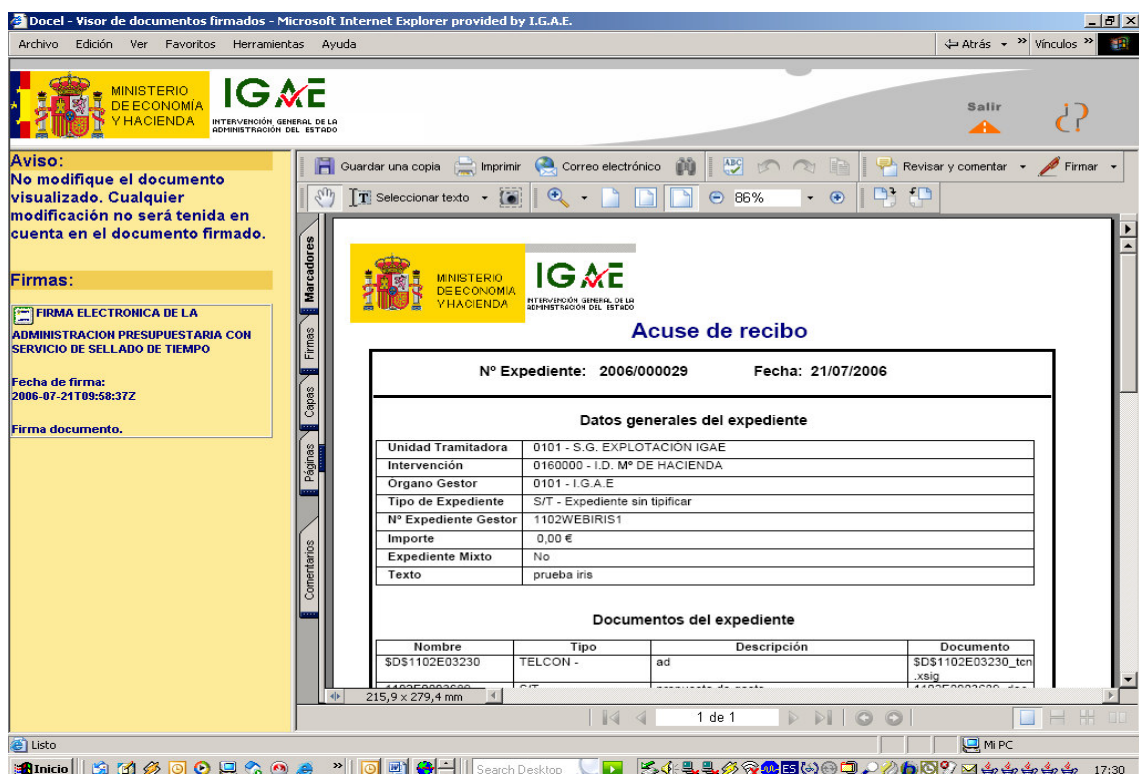 Docel - Visor de documentos firmados - Microsoft Internet Explorer provided by I.G.A.E.
Archivo Edición Ver Favoritos Herramientas Ayuda
Atrás » Vínculos »
MINISTERIO
DE ECONOMÍA
Y HACIENDA
IGAE
INTERVENCIÓN GENERAL DE LA
ADMINISTRACIÓN DEL ESTADO
Salir
¿?
Aviso:
No modifique el documento
visualizado. Cualquier
modificación no será tenida en
cuenta en el documento firmado.
Firmas:
FIRMA ELECTRONICA DE LA
ADMINISTRACION PRESUPUESTARIA CON
SERVICIO DE SELLADO DE TIEMPO
Fecha de firma:
2006-07-21T09:58:37Z
Firma documento.
Guardar una copia Imprimir Correo electrónico Revisar y comentar Firmar
Seleccionar texto 86%
Marcadores
Firmas
Capas
Páginas
Comentarios
MINISTERIO
DE ECONOMIA
Y HACIENDA
IGAE
INTERVENCIÓN GENERAL DE LA
ADMINISTRACIÓN DEL ESTADO
Acuse de recibo
Nº Expediente: 2006/000029 Fecha: 21/07/2006
Datos generales del expediente
Unidad Tramitadora 0101 - S.G. EXPLOTACIÓN IGAE
Intervención 0160000 - I.D. Mº DE HACIENDA
Órgano Gestor 0101 - I.G.A.E
Tipo de Expediente S/T - Expediente sin tipificar
Nº Expediente Gestor 1102WEBIRIS1
Importe 0,00 €
Expediente Mixto No
Texto prueba iris
Documentos del expediente
Nombre Tipo Descripción Documento
$D$1102E03230 TELCON - ad $D$1102E03230_tcn
.xsig
215,9 x 279,4 mm
1 de 1
Listo
Mi PC
Inicio » Search Desktop ES 17:30